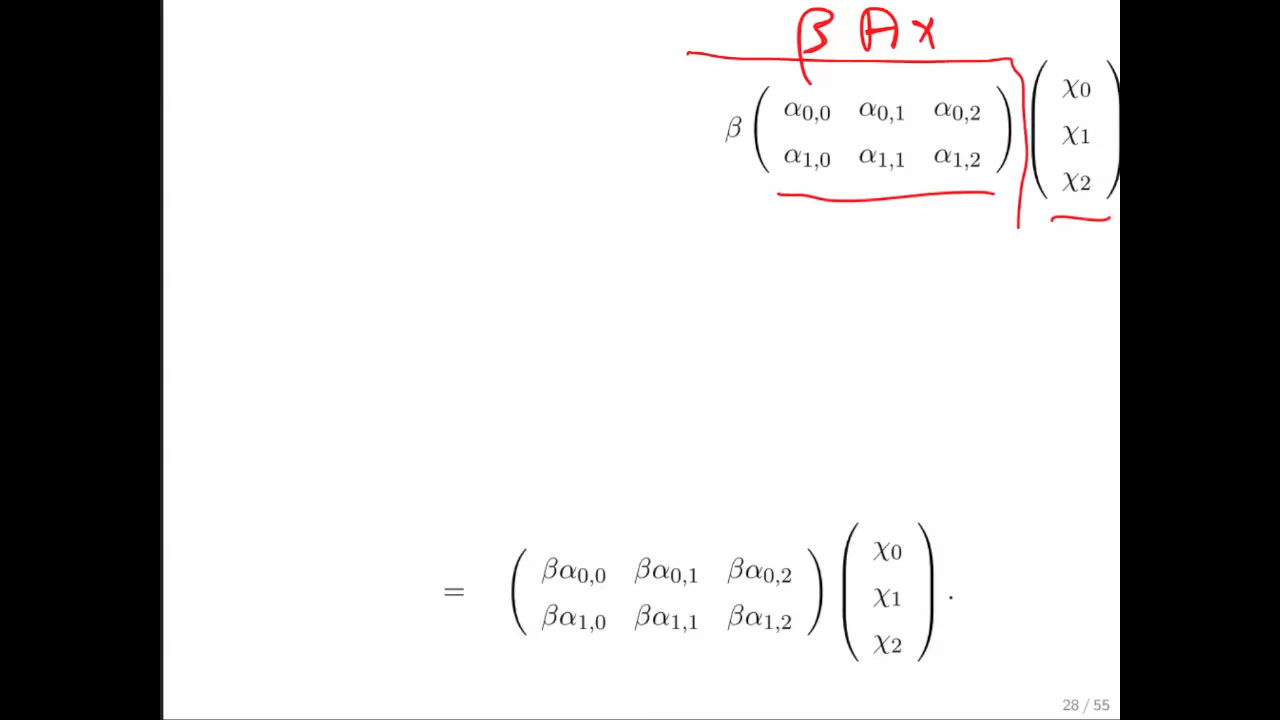 β A x
β ( α0,0 α0,1 α0,2 ) ( χ0 )
( α1,0 α1,1 α1,2 ) ( χ1 )
( χ2 )
= ( βα0,0 βα0,1 βα0,2 ) ( χ0 )
( βα1,0 βα1,1 βα1,2 ) ( χ1 ) .
( χ2 )
28 / 55